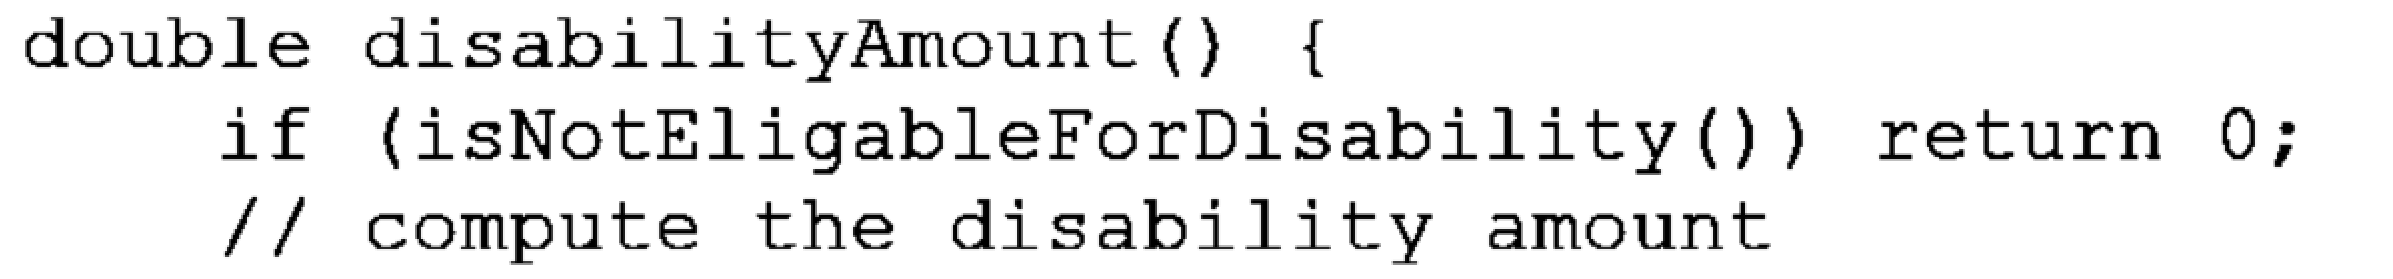 double disabilityAmount() {
    if (isNotEligableForDisability()) return 0;
    // compute the disability amount